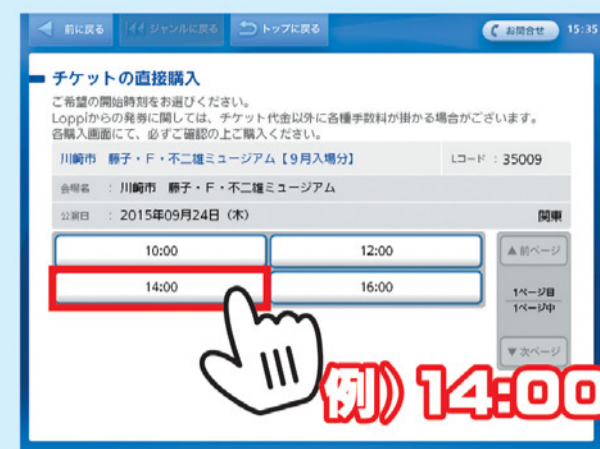 前に戻る ジャンルに戻る トップに戻る お問合せ 15:35
チケットの直接購入
ご希望の開始時刻をお選びください。
Loppiからの発券に関しては、チケット代金以外に各種手数料が掛かる場合がございます。
各購入画面にて、必ずご確認の上ご購入ください。
川崎市 藤子・F・不二雄ミュージアム【9月入場分】 Lコード : 35009
会場名 : 川崎市 藤子・F・不二雄ミュージアム
公演日 : 2015年09月24日（木） 関東
10:00 12:00 ▲前ページ
14:00 16:00 1ページ目
1ページ中
▼次ページ
例）14:00